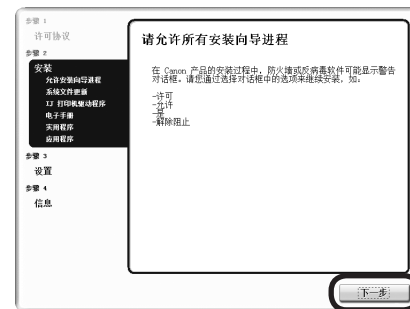 步骤 1
许可协议
步骤 2
安装
允许安装向导进程
系统文件更新
IJ 打印机驱动程序
电子手册
实用程序
应用程序
步骤 3
设置
步骤 4
信息
请允许所有安装向导进程
在 Canon 产品的安装过程中，防火墙或反病毒软件可能显示警告
对话框。请您通过选择对话框中的选项来继续安装，如：
-许可
-允许
-是
-解除阻止
下一步